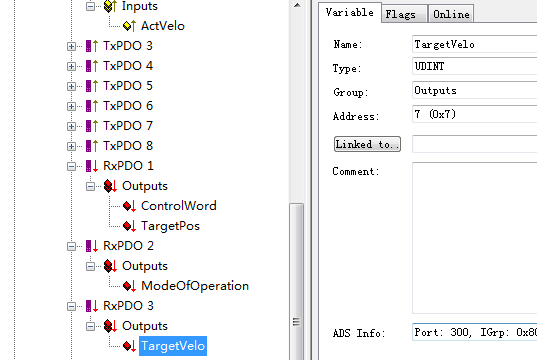 Inputs
ActVelo
TxPDO 3
TxPDO 4
TxPDO 5
TxPDO 6
TxPDO 7
TxPDO 8
RxPDO 1
Outputs
ControlWord
TargetPos
RxPDO 2
Outputs
ModeOfOperation
RxPDO 3
Outputs
TargetVelo
Variable Flags Online
Name: TargetVelo
Type: UDINT
Group: Outputs
Address: 7 (0x7)
Linked to..
Comment:
ADS Info: Port: 300, IGrp: 0x80